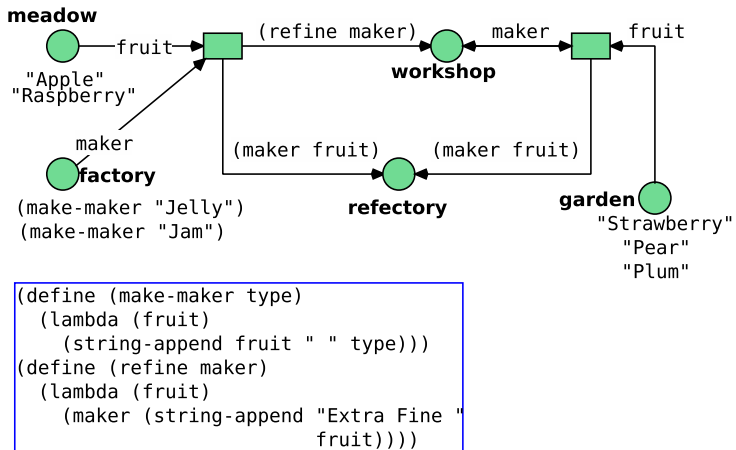 meadow
fruit
"Apple"
"Raspberry"
maker
factory
(make-maker "Jelly")
(make-maker "Jam")
(refine maker)
workshop
maker
fruit
(maker fruit)
(maker fruit)
refectory
garden
"Strawberry"
"Pear"
"Plum"
(define (make-maker type)
  (lambda (fruit)
    (string-append fruit " " type)))
(define (refine maker)
  (lambda (fruit)
    (maker (string-append "Extra Fine "
                          fruit))))